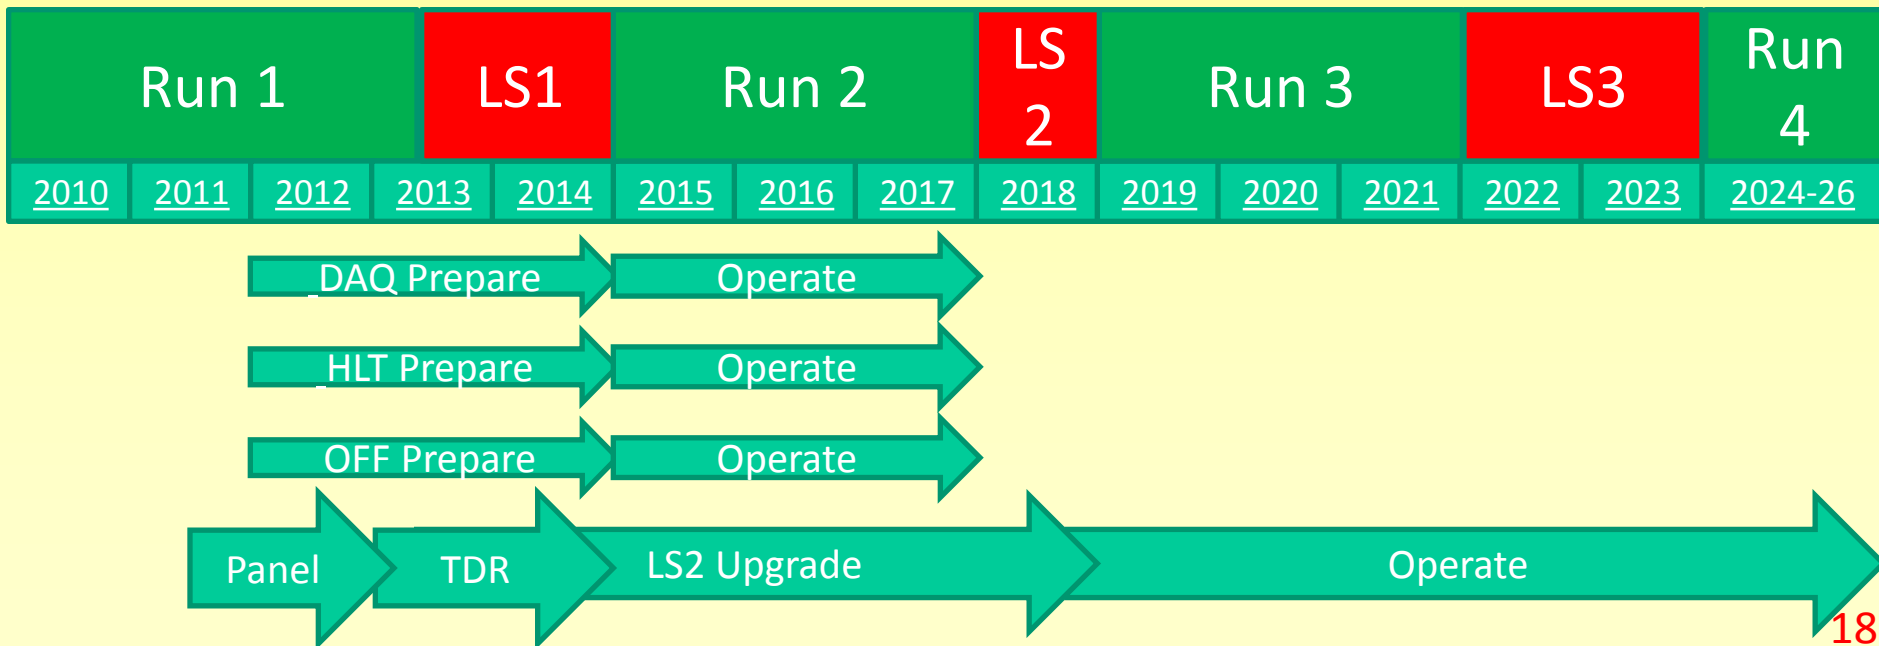 Run 1 LS1 Run 2 LS 2 Run 3 LS3 Run 4
2010 2011 2012 2013 2014 2015 2016 2017 2018 2019 2020 2021 2022 2023 2024-26
DAQ Prepare Operate
HLT Prepare Operate
OFF Prepare Operate
Panel TDR LS2 Upgrade Operate
18